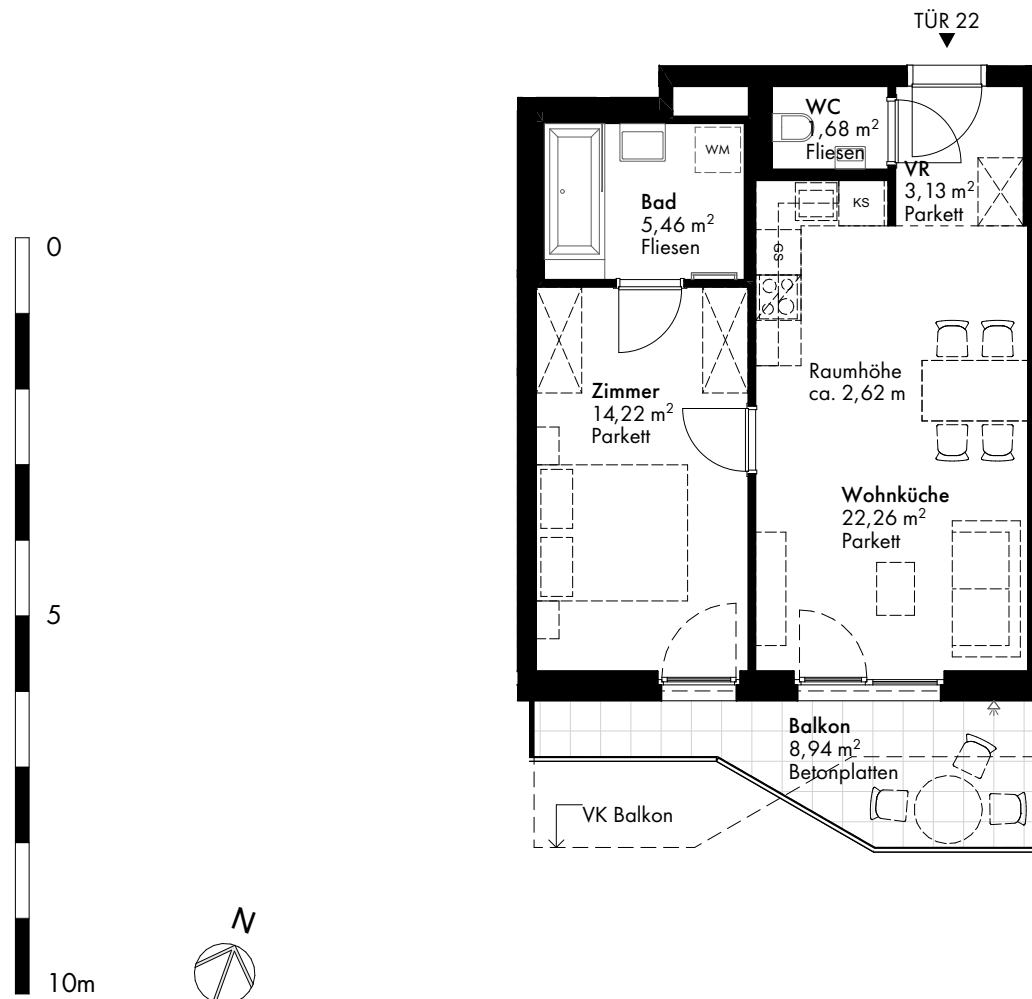 TÜR 22
WC
1,68 m²
Fliesen
VR
3,13 m²
Parkett
WM
Bad
5,46 m²
Fliesen
KS
GS
0
Raumhöhe
ca. 2,62 m
Zimmer
14,22 m²
Parkett
Wohnküche
22,26 m²
Parkett
5
Balkon
8,94 m²
Betonplatten
VK Balkon
N
10m